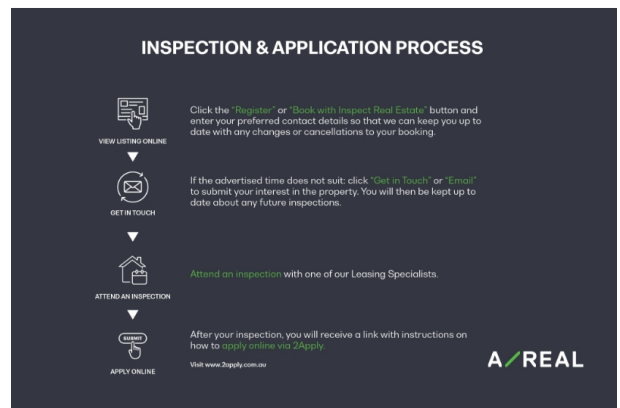 INSPECTION & APPLICATION PROCESS
VIEW LISTING ONLINE
Click the "Register" or "Book with Inspect Real Estate" button and
enter your preferred contact details so that we can keep you up to
date with any changes or cancellations to your booking.
GET IN TOUCH
If the advertised time does not suit: click "Get in Touch" or "Email"
to submit your interest in the property. You will then be kept up to
date about any future inspections.
ATTEND AN INSPECTION
Attend an inspection with one of our Leasing Specialists.
SUBMIT
APPLY ONLINE
After your inspection, you will receive a link with instructions on
how to apply online via 2Apply.
Visit www.2apply.com.au
A/REAL